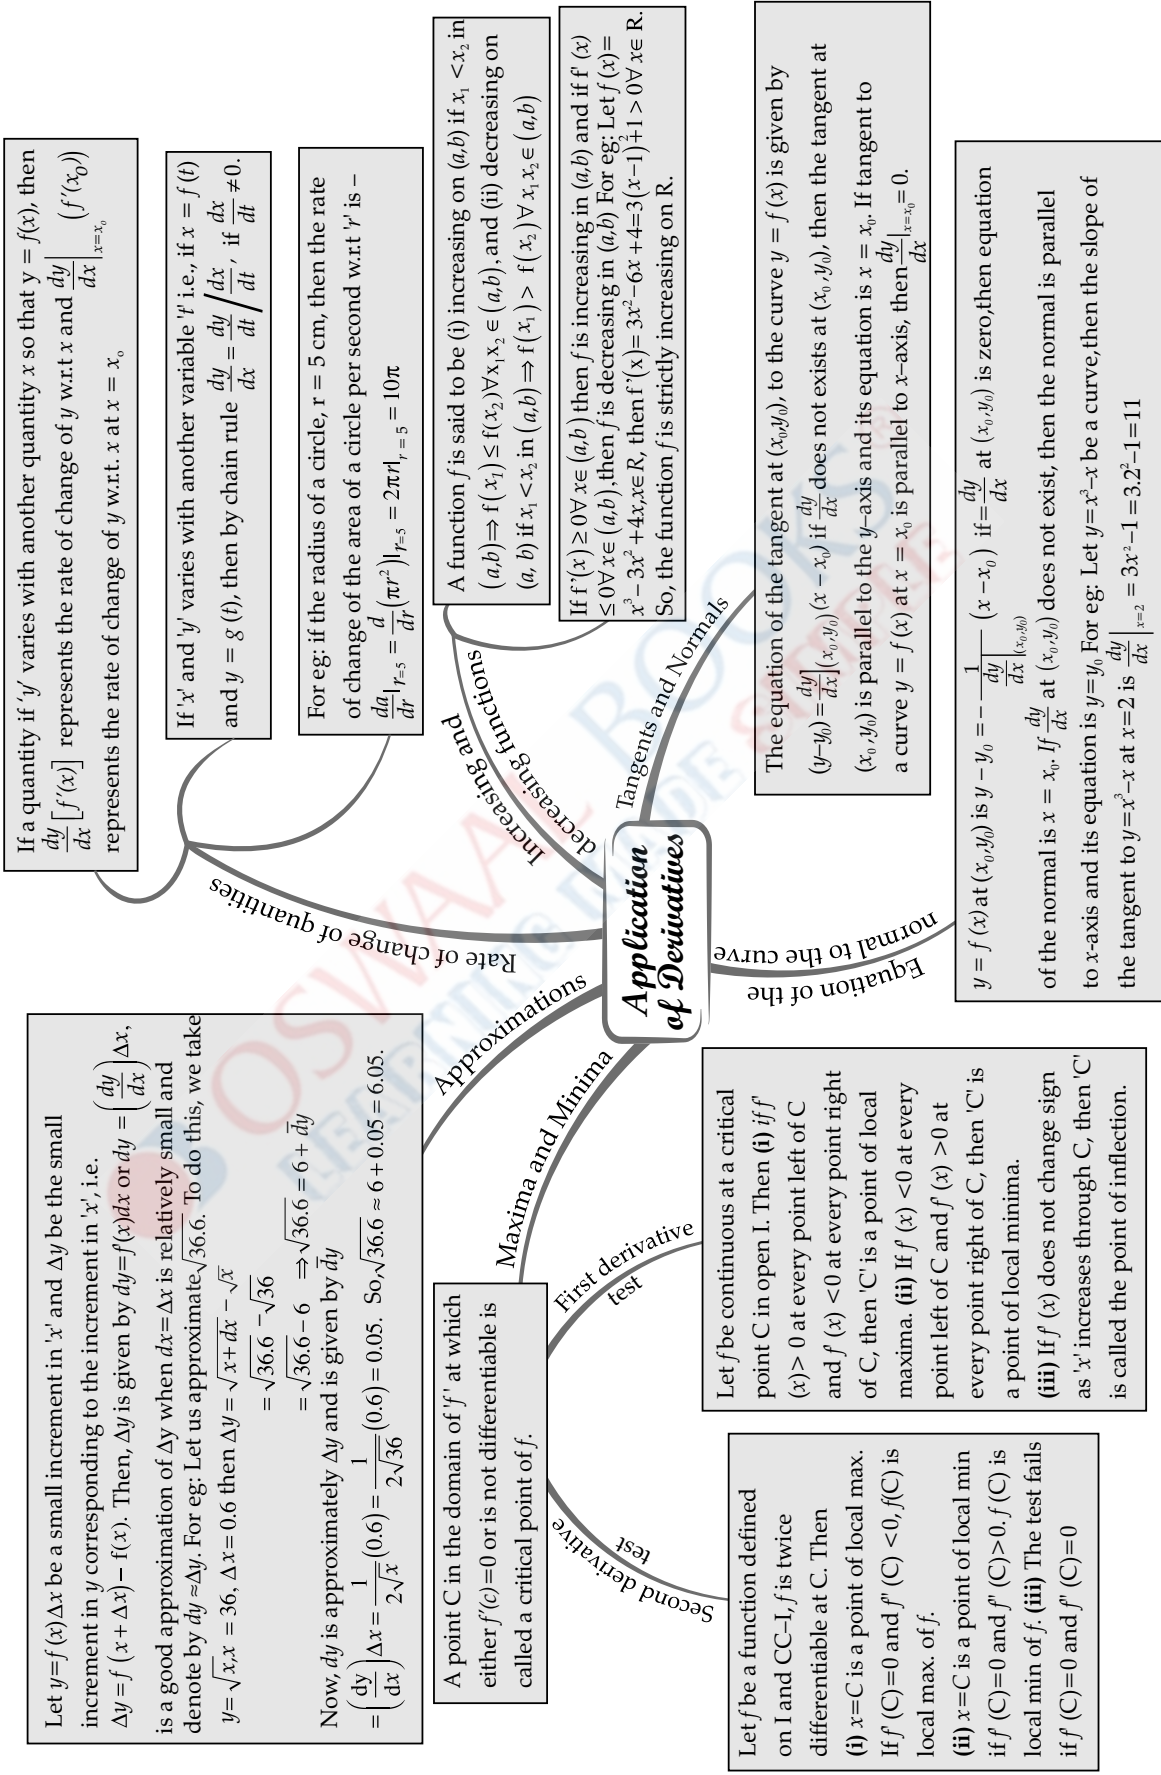 Application
of Derivatives
Rate of change of quantities
If a quantity if 'y' varies with another quantity x so that y = f(x), then
dy/dx [f′(x)] represents the rate of change of y w.r.t x and dy/dx|x=x₀ (f′(x₀))
represents the rate of change of y w.r.t. x at x = x₀
If 'x' and 'y' varies with another variable 't' i.e., if x = f(t)
and y = g(t), then by chain rule dy/dx = dy/dt / dx/dt, if dx/dt ≠0.
For eg: if the radius of a circle, r = 5 cm, then the rate
of change of the area of a circle per second w.r.t 'r' is –
da/dr|r=5 = d/dr(πr²)|r=5 = 2πr|r=5 = 10π
Increasing and
decreasing functions
A function f is said to be (i) increasing on (a,b) if x₁ <x₂ in
(a,b)⇒ f(x₁) ≤ f(x₂)∀x₁x₂ ∈ (a,b), and (ii) decreasing on
(a, b) if x₁ <x₂ in (a,b)⇒ f(x₁) > f(x₂)∀ x₁x₂ ∈ (a,b)
If f'(x) ≥ 0∀ x∈ (a,b) then f is increasing in (a,b) and if f'(x)
≤ 0∀ x∈ (a,b), then f is decreasing in (a,b) For eg: Let f(x)=
x³– 3x² +4x,x∈R, then f'(x)= 3x²–6x +4=3(x–1)²+1 > 0∀ x∈ R.
So, the function f is strictly increasing on R.
Tangents and Normals
The equation of the tangent at (x₀,y₀), to the curve y = f(x) is given by
(y–y₀) = dy/dx](x₀,y₀) (x – x₀) if dy/dx does not exists at (x₀,y₀), then the tangent at
(x₀,y₀) is parallel to the y–axis and its equation is x = x₀. If tangent to
a curve y = f(x) at x = x₀ is parallel to x–axis, then dy/dx|x=x₀=0.
Equation of the
normal to the curve
y = f(x) at (x₀,y₀) is y – y₀ = – 1/dy/dx|(x₀,y₀) (x –x₀) if= dy/dx at (x₀,y₀) is zero,then equation
of the normal is x = x₀. If dy/dx at (x₀,y₀) does not exist, then the normal is parallel
to x–axis and its equation is y=y₀ For eg: Let y=x³–x be a curve,then the slope of
the tangent to y=x³–x at x=2 is dy/dx|x=2 = 3x²–1 =3.2²–1=11
Approximations
Let y=f(x)Δx be a small increment in 'x' and Δy be the small
increment in y corresponding to the increment in 'x', i.e.
Δy = f(x + Δx) – f(x). Then, Δy is given by dy=f(x)dx or dy = (dy/dx)Δx,
is a good approximation of Δy when dx=Δx is relatively small and
denote by dy ≈Δy. For eg: Let us approximate√36.6. To do this, we take
y= √x,x = 36, Δx=0.6 then Δy = √x+dx – √x
= √36.6 –√36
= √36.6 – 6 ⇒√36.6 = 6 + dy
Now, dy is approximately Δy and is given by dy
= (dy/dx)Δx= 1/2√x(0.6) = 1/2√36(0.6) = 0.05. So,√36.6 ≈ 6 + 0.05 = 6.05.
Maxima and Minima
A point C in the domain of 'f' at which
either f′(c)=0 or is not differentiable is
called a critical point of f.
First derivative
test
Let f be continuous at a critical
point C in open I. Then (i) if f'
(x)> 0 at every point left of C
and f'(x) <0 at every point right
of C, then 'C' is a point of local
maxima. (ii) If f'(x) <0 at every
point left of C and f'(x) >0 at
every point right of C, then 'C' is
a point of local minima.
(iii) If f'(x) does not change sign
as 'x' increases through C, then 'C'
is called the point of inflection.
Second derivative
test
Let f be a function defined
on I and CC–I, f is twice
differentiable at C. Then
(i) x=C is a point of local max.
If f'(C)=0 and f"(C) <0, f(C) is
local max. of f.
(ii) x=C is a point of local min
if f'(C)=0 and f"(C)>0. f(C) is
local min of f. (iii) The test fails
if f'(C)=0 and f"(C)=0
OSWAAL BOOKS®
LEARNING MADE SIMPLE